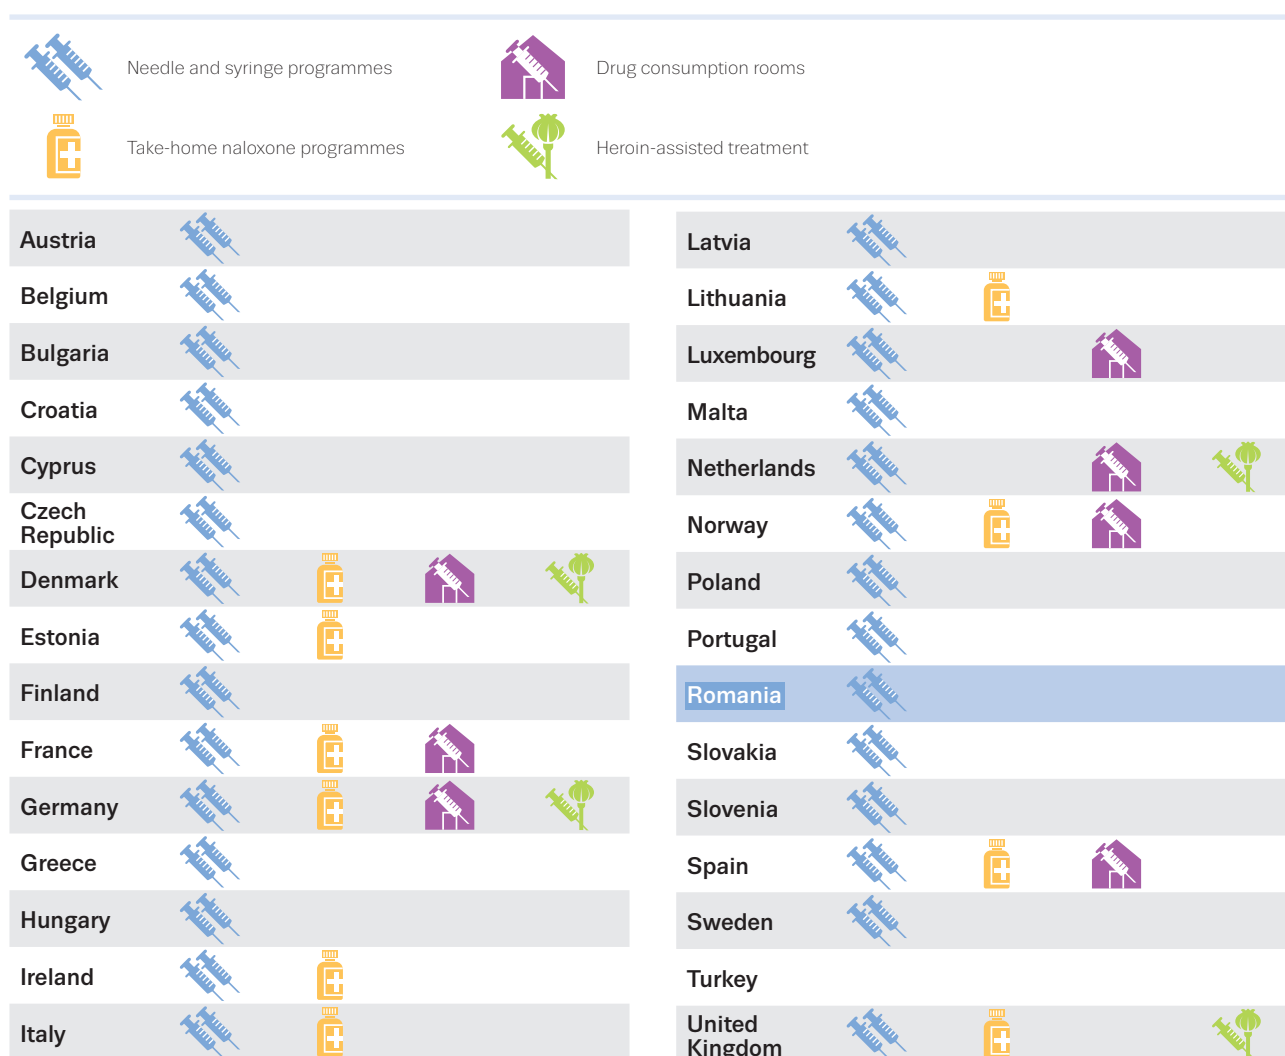 Needle and syringe programmes
Drug consumption rooms
Take-home naloxone programmes
Heroin-assisted treatment
Austria
Belgium
Bulgaria
Croatia
Cyprus
Czech
Republic
Denmark
Estonia
Finland
France
Germany
Greece
Hungary
Ireland
Italy
Latvia
Lithuania
Luxembourg
Malta
Netherlands
Norway
Poland
Portugal
Romania
Slovakia
Slovenia
Spain
Sweden
Turkey
United
Kingdom